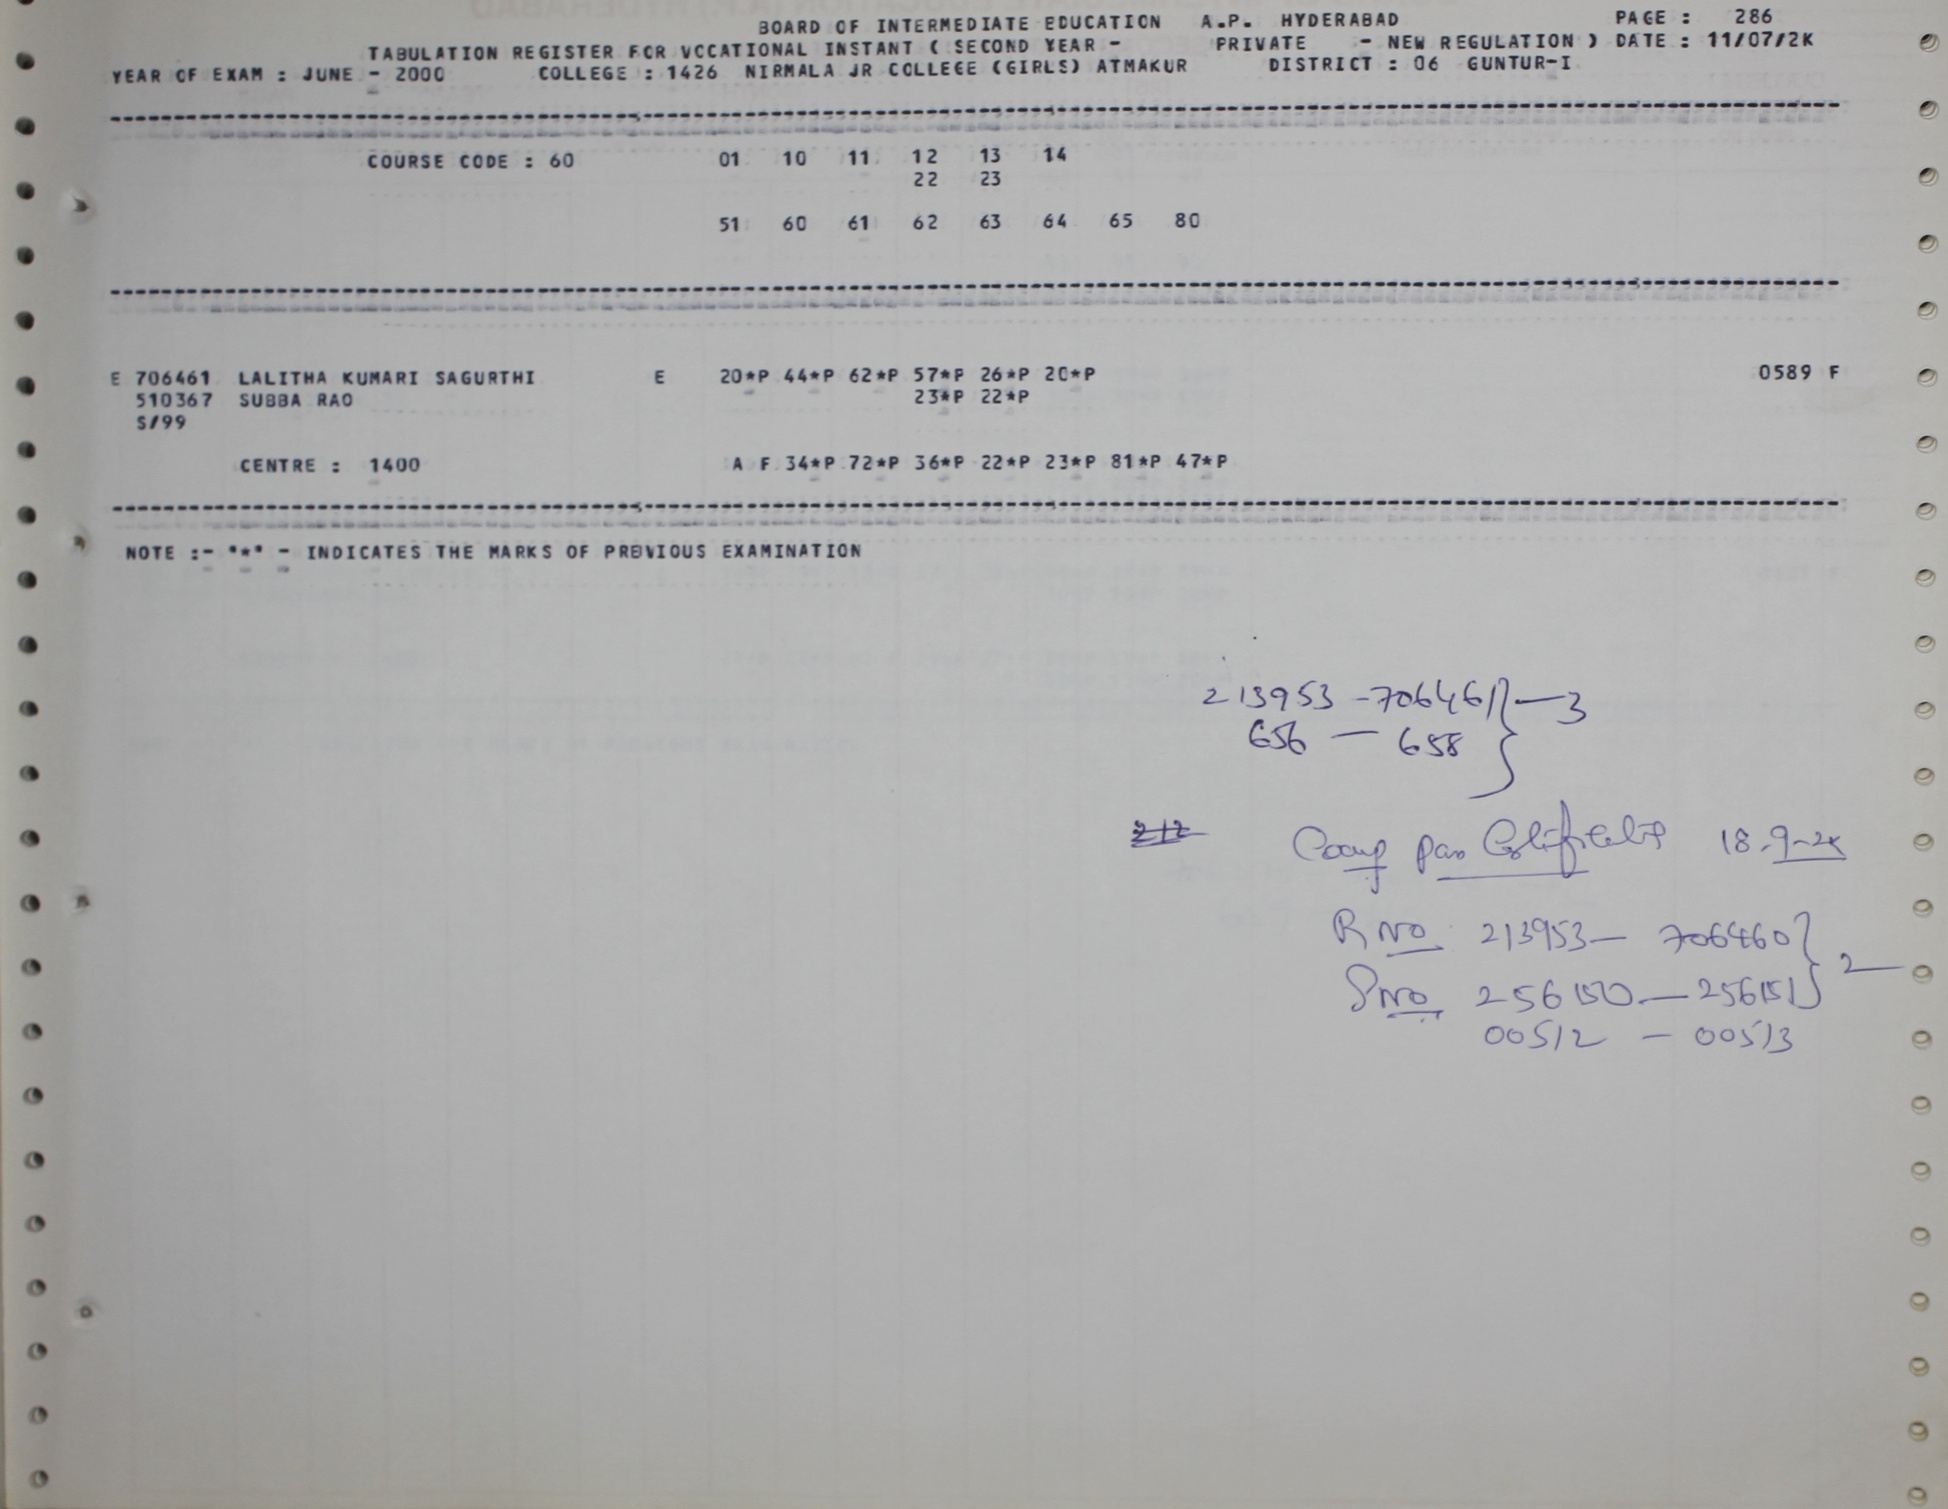 BOARD OF INTERMEDIATE EDUCATION A.P. HYDERABAD PAGE : 286
TABULATION REGISTER FOR VOCATIONAL INSTANT ( SECOND YEAR - PRIVATE - NEW REGULATION ) DATE : 11/07/2K
YEAR OF EXAM : JUNE - 2000 COLLEGE : 1426 NIRMALA JR COLLEGE (GIRLS) ATMAKUR DISTRICT : 06 GUNTUR-I
COURSE CODE : 60 01 10 11 12 13 14
22 23
51 60 61 62 63 64 65 80
E 706461 LALITHA KUMARI SAGURTHI E 20*P 44*P 62*P 57*P 26*P 20*P 0589 F
510367 SUBBA RAO 23*P 22*P
S/99
CENTRE : 1400 A F 34*P 72*P 36*P 22*P 23*P 81*P 47*P
NOTE :- "*" - INDICATES THE MARKS OF PREVIOUS EXAMINATION
213953 - 706461 } — 3
656 — 658
212
Comp pass Certificates 18-9-2K
R No 213953 — 706460 } 2
S No 256150 — 256151
00512 — 00513